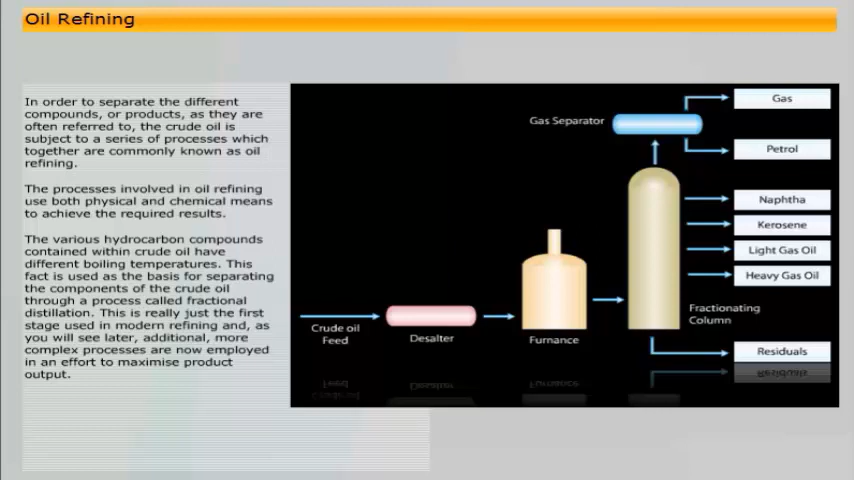 Oil Refining
In order to separate the different
compounds, or products, as they are
often referred to, the crude oil is
subject to a series of processes which
together are commonly known as oil
refining.
The processes involved in oil refining
use both physical and chemical means
to achieve the required results.
The various hydrocarbon compounds
contained within crude oil have
different boiling temperatures. This
fact is used as the basis for separating
the components of the crude oil
through a process called fractional
distillation. This is really just the first
stage used in modern refining and, as
you will see later, additional, more
complex processes are now employed
in an effort to maximise product
output.
Gas
Gas Separator
Petrol
Naphtha
Kerosene
Light Gas Oil
Heavy Gas Oil
Fractionating
Column
Crude oil
Feed
Desalter
Furnance
Residuals